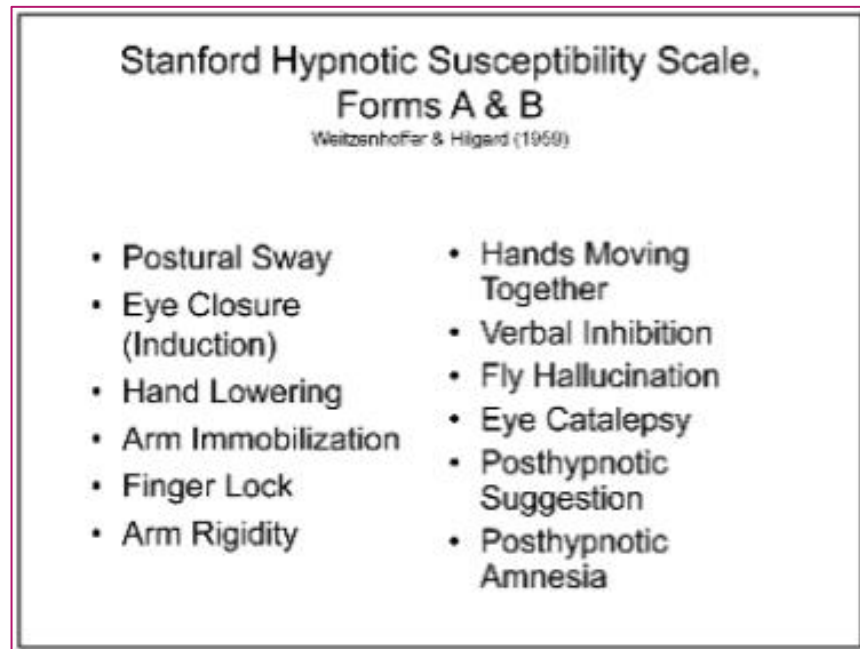 Stanford Hypnotic Susceptibility Scale,
Forms A & B
Weitzenhoffer & Hilgard (1959)
• Postural Sway
• Eye Closure
(Induction)
• Hand Lowering
• Arm Immobilization
• Finger Lock
• Arm Rigidity
• Hands Moving
Together
• Verbal Inhibition
• Fly Hallucination
• Eye Catalepsy
• Posthypnotic
Suggestion
• Posthypnotic
Amnesia